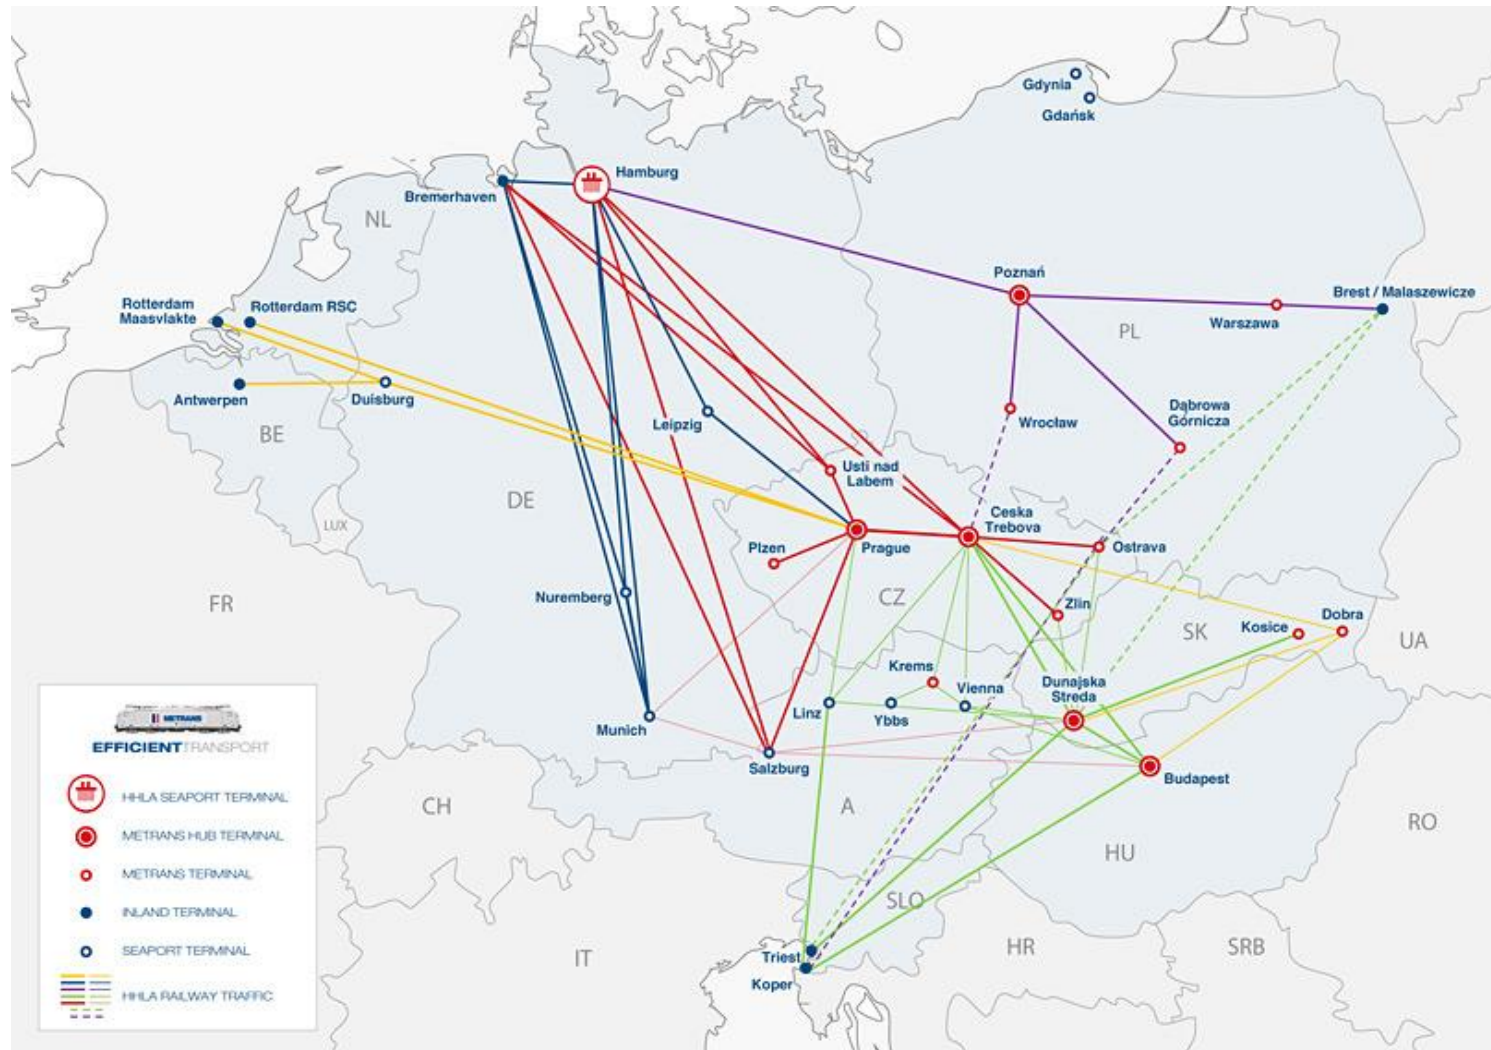 Gdynia
Gdańsk
Hamburg
Bremerhaven
NL
Poznań
Brest / Malaszewicze
Rotterdam
Maasvlakte
Rotterdam RSC
Warszawa
PL
Antwerpen
Duisburg
Leipzig
Wrocław
Dąbrowa
Górnicza
BE
Usti nad
Labem
DE
LUX
Ceska
Trebova
Plzen
Prague
Ostrava
FR
Nuremberg
CZ
Zlin
SK
Kosice
Dobra
UA
Krems
Vienna
Dunajska
Streda
Linz
Ybbs
Munich
Salzburg
Budapest
METRANS
EFFICIENTTRANSPORT
HHLA SEAPORT TERMINAL
METRANS HUB TERMINAL
METRANS TERMINAL
INLAND TERMINAL
SEAPORT TERMINAL
HHLA RAILWAY TRAFFIC
CH
A
RO
HU
SLO
IT
Triest
Koper
HR
SRB